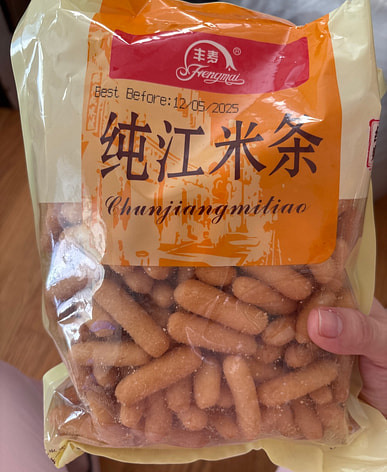 丰麦®
Fengmai
Best Before:12/05/2025
纯江米条
Chunjiangmitiao